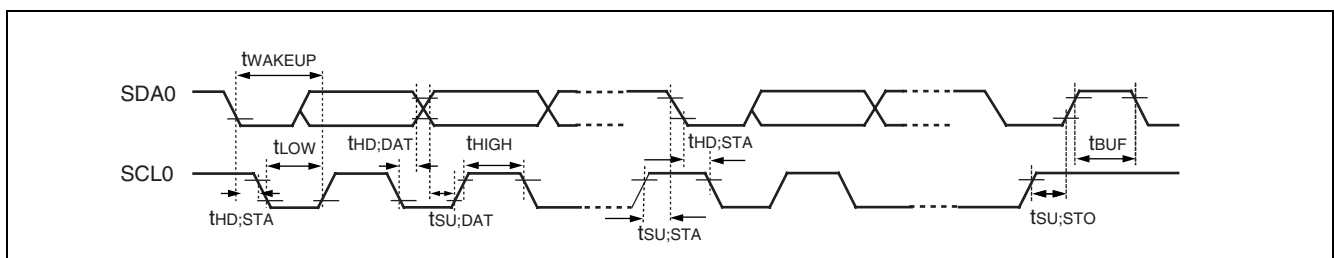 tWAKEUP
SDA0
tHD;DAT
tHIGH
tHD;STA
tLOW
tBUF
SCL0
tHD;STA
tSU;DAT
tSU;STA
tSU;STO